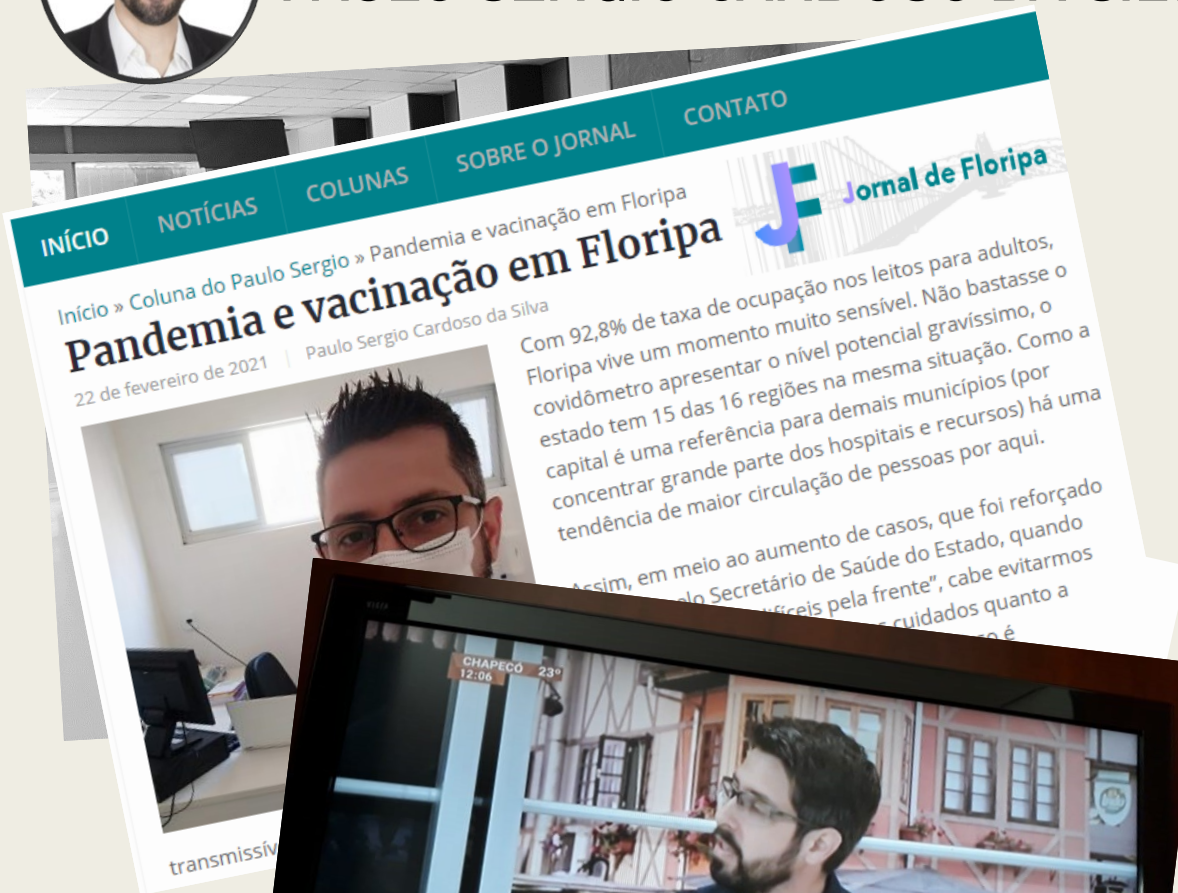 INÍCIO
NOTÍCIAS
COLUNAS
SOBRE O JORNAL
CONTATO
Início » Coluna do Paulo Sergio » Pandemia e vacinação em Floripa
Pandemia e vacinação em Floripa
22 de fevereiro de 2021 | Paulo Sergio Cardoso da Silva
JF Jornal de Floripa
Com 92,8% de taxa de ocupação nos leitos para adultos,
Floripa vive um momento muito sensível. Não bastasse o
covidômetro apresentar o nível potencial gravíssimo, o
estado tem 15 das 16 regiões na mesma situação. Como a
capital é uma referência para demais municípios (por
concentrar grande parte dos hospitais e recursos) há uma
tendência de maior circulação de pessoas por aqui.
Assim, em meio ao aumento de casos, que foi reforçado
Secretário de Saúde do Estado, quando
pela frente”, cabe evitarmos
cuidados quanto a
é
CHAPECÓ 23º
12:06